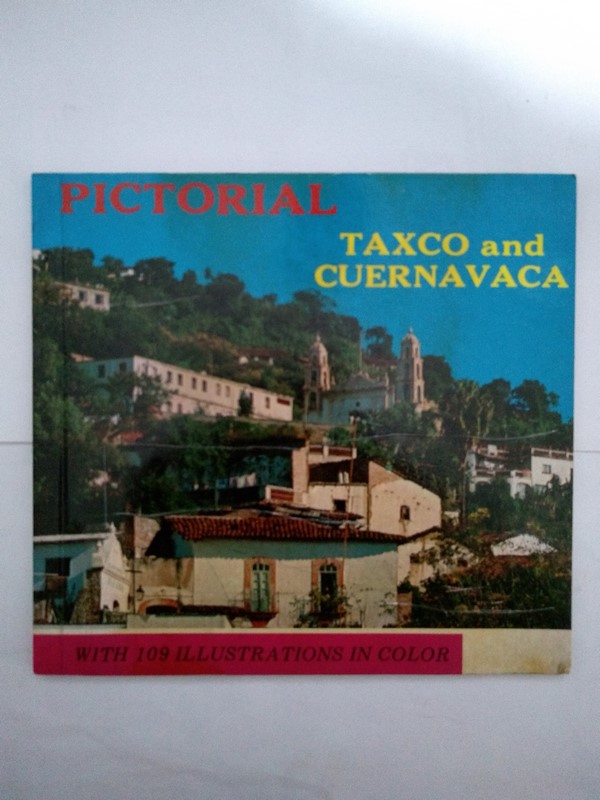 PICTORIAL
TAXCO and
CUERNAVACA
WITH 109 ILLUSTRATIONS IN COLOR